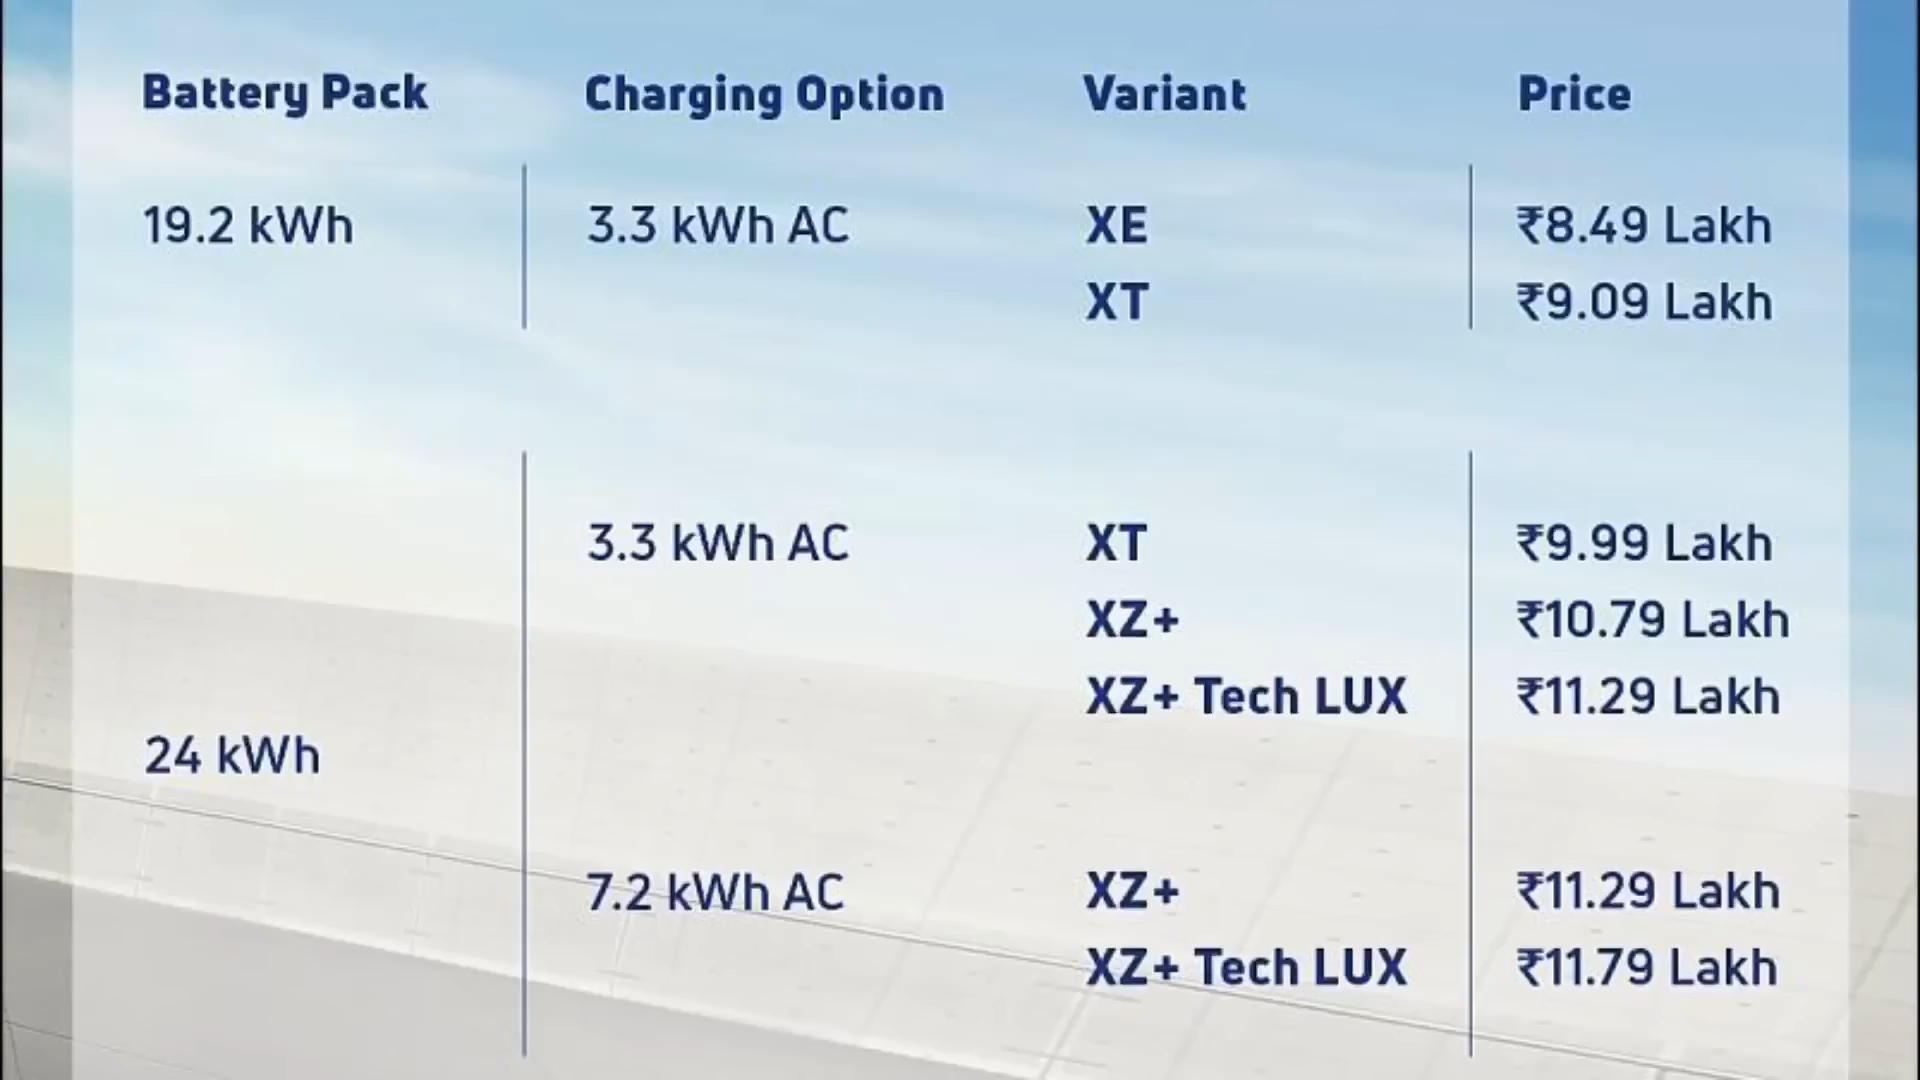 Battery Pack Charging Option Variant Price
19.2 kWh 3.3 kWh AC XE ₹8.49 Lakh
XT ₹9.09 Lakh
3.3 kWh AC XT ₹9.99 Lakh
XZ+ ₹10.79 Lakh
XZ+ Tech LUX ₹11.29 Lakh
24 kWh
7.2 kWh AC XZ+ ₹11.29 Lakh
XZ+ Tech LUX ₹11.79 Lakh